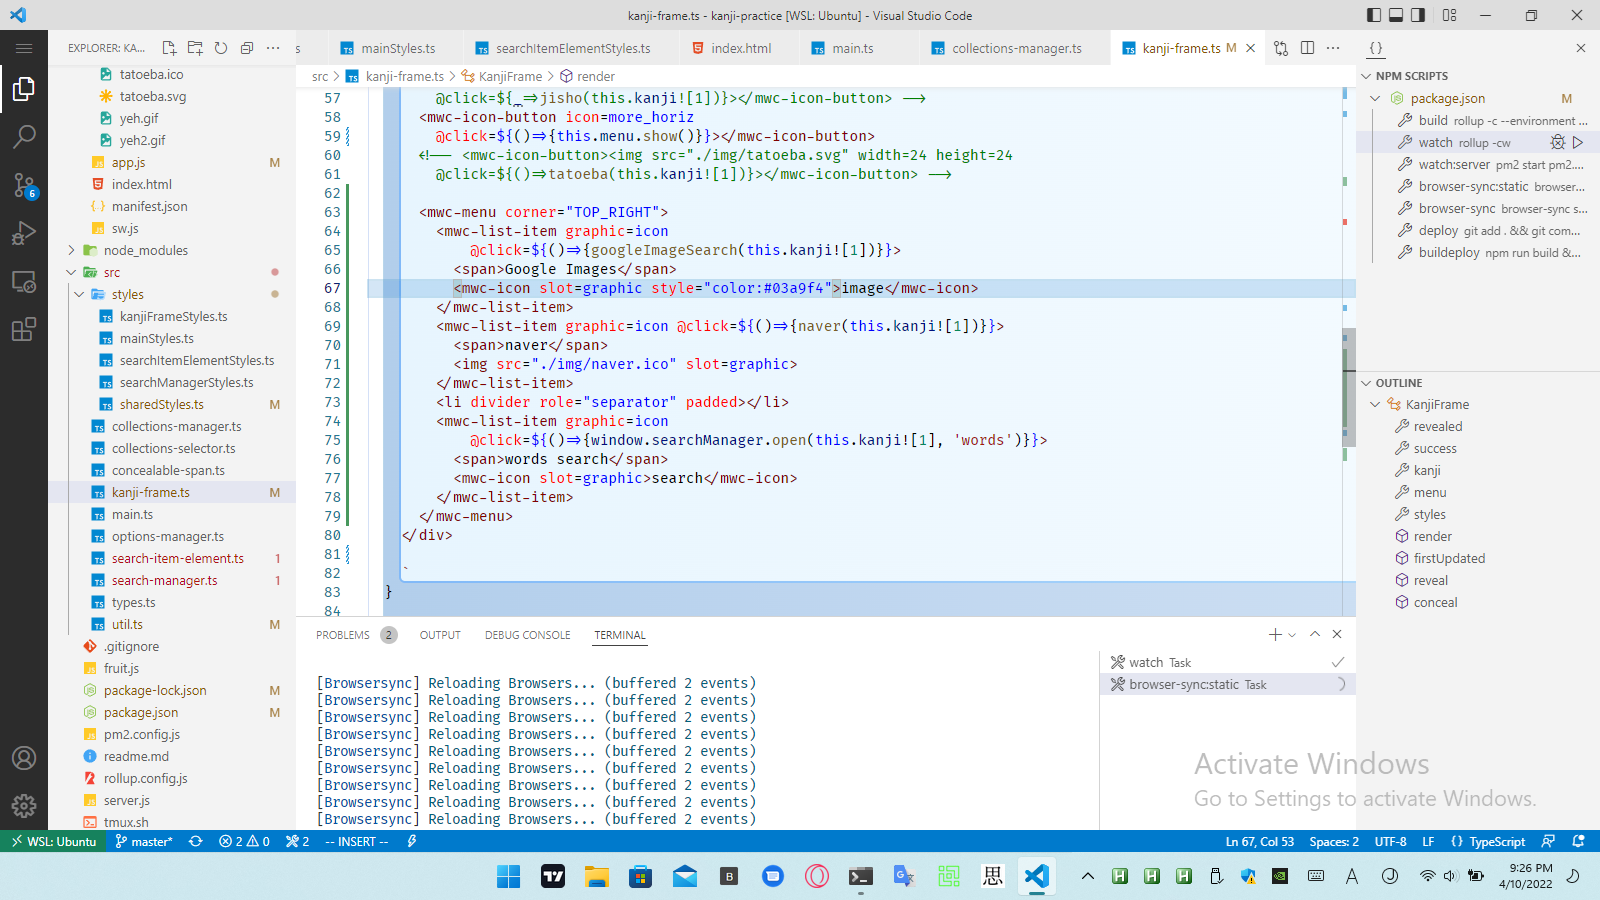 kanji-frame.ts - kanji-practice [WSL: Ubuntu] - Visual Studio Code
EXPLORER: KA...
tatoeba.ico
tatoeba.svg
yeh.gif
yeh2.gif
app.js M
index.html
manifest.json
sw.js
node_modules
src
styles
kanjiFrameStyles.ts
mainStyles.ts
searchItemElementStyles.ts
searchManagerStyles.ts
sharedStyles.ts M
collections-manager.ts
collections-selector.ts
concealable-span.ts
kanji-frame.ts M
main.ts
options-manager.ts
search-item-element.ts 1
search-manager.ts 1
types.ts
util.ts M
.gitignore
fruit.js
package-lock.json M
package.json M
pm2.config.js
readme.md
rollup.config.js
server.js
tmux.sh
6
s mainStyles.ts searchItemElementStyles.ts index.html main.ts collections-manager.ts kanji-frame.ts M
src > kanji-frame.ts > KanjiFrame > render
57 @click=${_=>jisho(this.kanji![1])}></mwc-icon-button> -->
58 <mwc-icon-button icon=more_horiz
59 @click=${()=>{this.menu.show()}}></mwc-icon-button>
60 <!-- <mwc-icon-button><img src="./img/tatoeba.svg" width=24 height=24
61 @click=${()=>tatoeba(this.kanji![1])}></mwc-icon-button> -->
62
63 <mwc-menu corner="TOP_RIGHT">
64 <mwc-list-item graphic=icon
65 @click=${()=>{googleImageSearch(this.kanji![1])}}>
66 <span>Google Images</span>
67 <mwc-icon slot=graphic style="color:#03a9f4">image</mwc-icon>
68 </mwc-list-item>
69 <mwc-list-item graphic=icon @click=${()=>{naver(this.kanji![1])}}>
70 <span>naver</span>
71 <img src="./img/naver.ico" slot=graphic>
72 </mwc-list-item>
73 <li divider role="separator" padded></li>
74 <mwc-list-item graphic=icon
75 @click=${()=>{window.searchManager.open(this.kanji![1], 'words')}}>
76 <span>words search</span>
77 <mwc-icon slot=graphic>search</mwc-icon>
78 </mwc-list-item>
79 </mwc-menu>
80 </div>
81
82 `
83 }
84
PROBLEMS 2 OUTPUT DEBUG CONSOLE TERMINAL
[Browsersync] Reloading Browsers... (buffered 2 events)
[Browsersync] Reloading Browsers... (buffered 2 events)
[Browsersync] Reloading Browsers... (buffered 2 events)
[Browsersync] Reloading Browsers... (buffered 2 events)
[Browsersync] Reloading Browsers... (buffered 2 events)
[Browsersync] Reloading Browsers... (buffered 2 events)
[Browsersync] Reloading Browsers... (buffered 2 events)
[Browsersync] Reloading Browsers... (buffered 2 events)
[Browsersync] Reloading Browsers... (buffered 2 events)
watch Task
browser-sync:static Task
NPM SCRIPTS
package.json M
build rollup -c --environment ...
watch rollup -cw
watch:server pm2 start pm2....
browser-sync:static browser...
browser-sync browser-sync s...
deploy git add . && git com...
buildeploy npm run build &...
OUTLINE
KanjiFrame
revealed
success
kanji
menu
styles
render
firstUpdated
reveal
conceal
Activate Windows
Go to Settings to activate Windows.
WSL: Ubuntu master* 2 0 2 -- INSERT -- Ln 67, Col 53 Spaces: 2 UTF-8 LF TypeScript
思
9:26 PM
4/10/2022